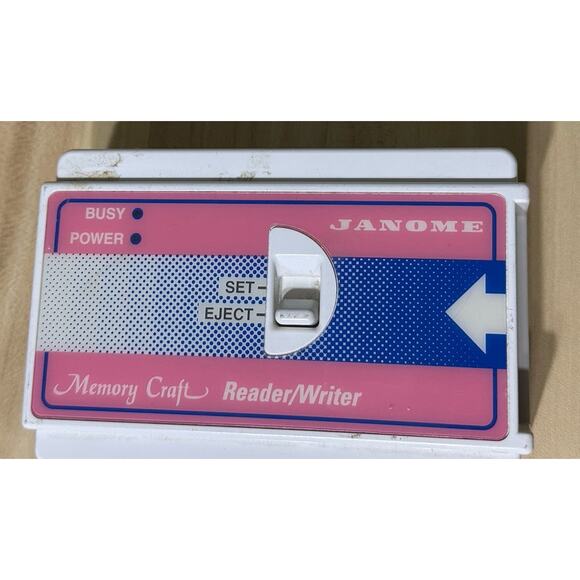 BUSY
JANOME
POWER
SET
EJECT
Memory Craft Reader/Writer